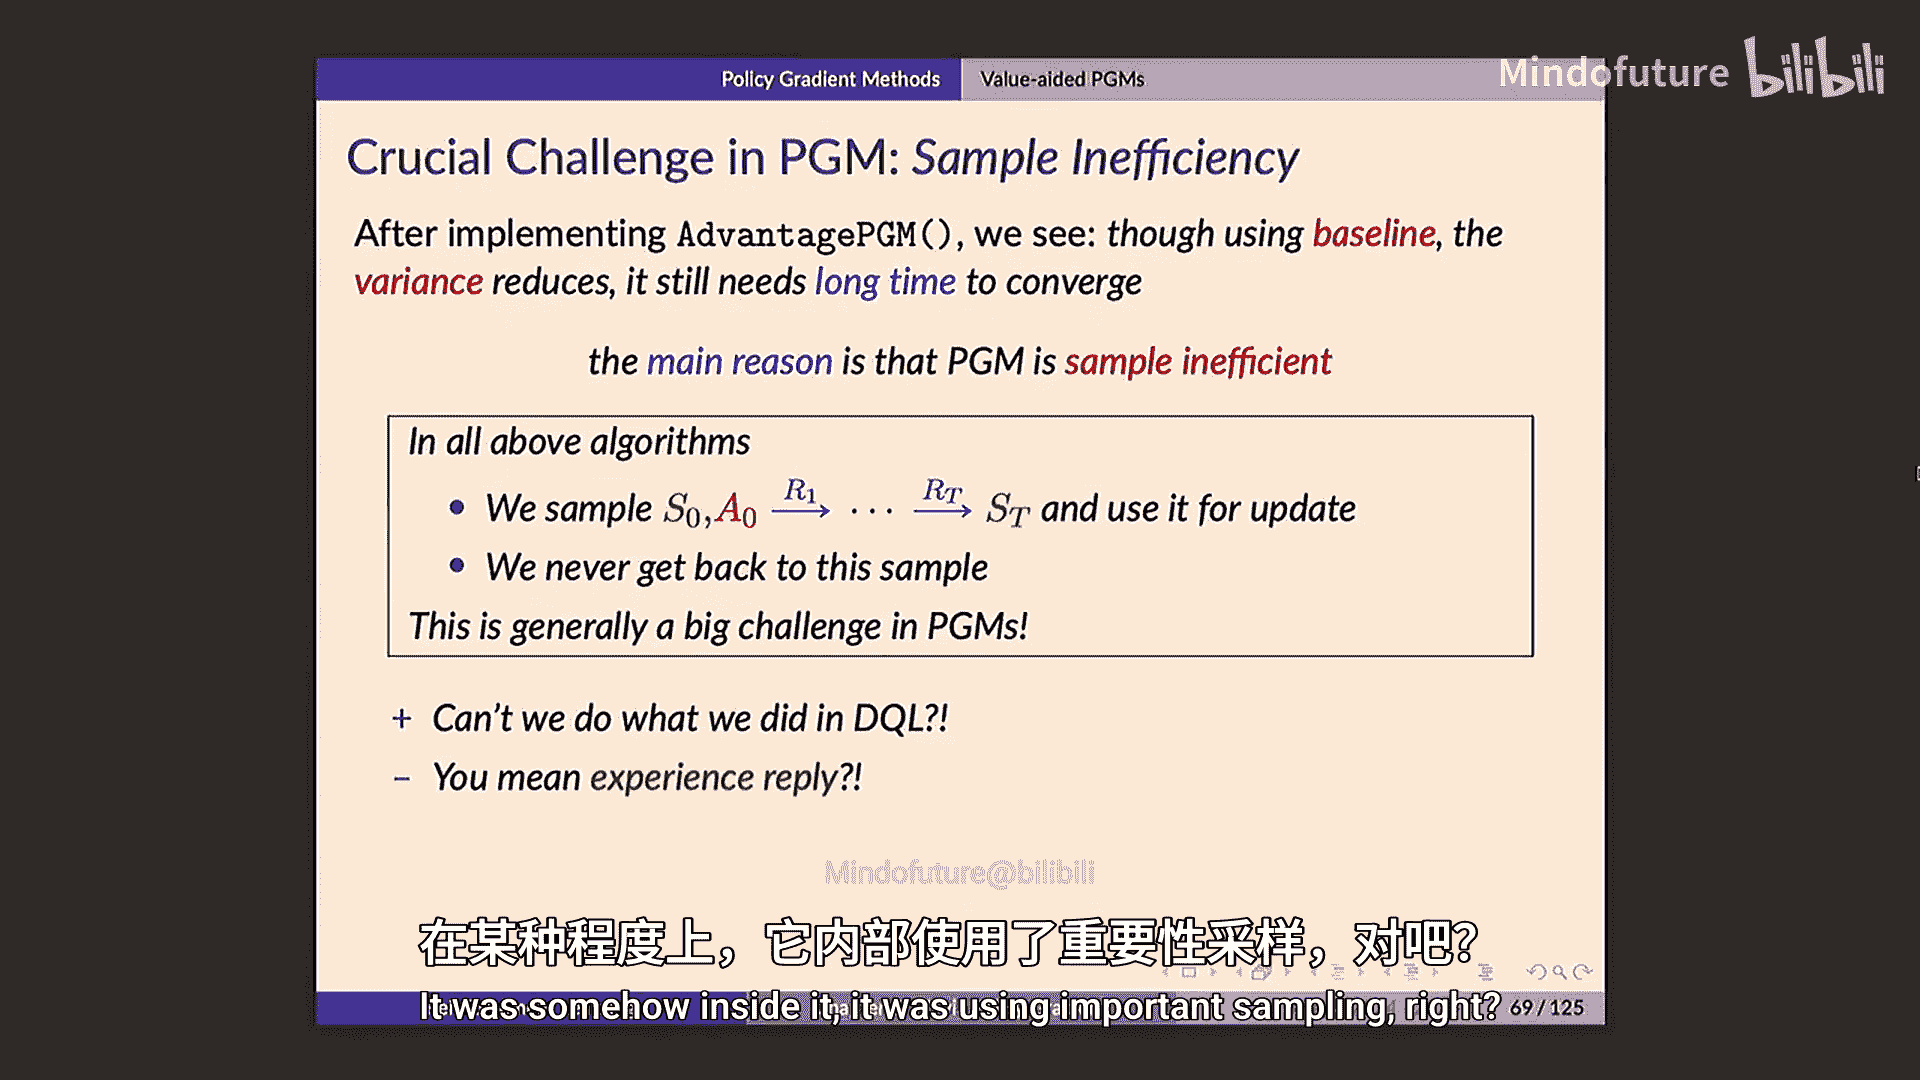 Policy Gradient Methods
Value-aided PGMs
Mindofuture bilibili
Crucial Challenge in PGM: Sample Inefficiency
After implementing AdvantagePGM(), we see: though using baseline, the
variance reduces, it still needs long time to converge
the main reason is that PGM is sample inefficient
In all above algorithms
• We sample S₀, A₀ —R₁→ ··· —R_T→ S_T and use it for update
• We never get back to this sample
This is generally a big challenge in PGMs!
+ Can't we do what we did in DQL?!
– You mean experience reply?!
Mindofuture@bilibili
在某种程度上，它内部使用了重要性采样，对吧？
It was somehow inside it, it was using important sampling, right?
69 / 125